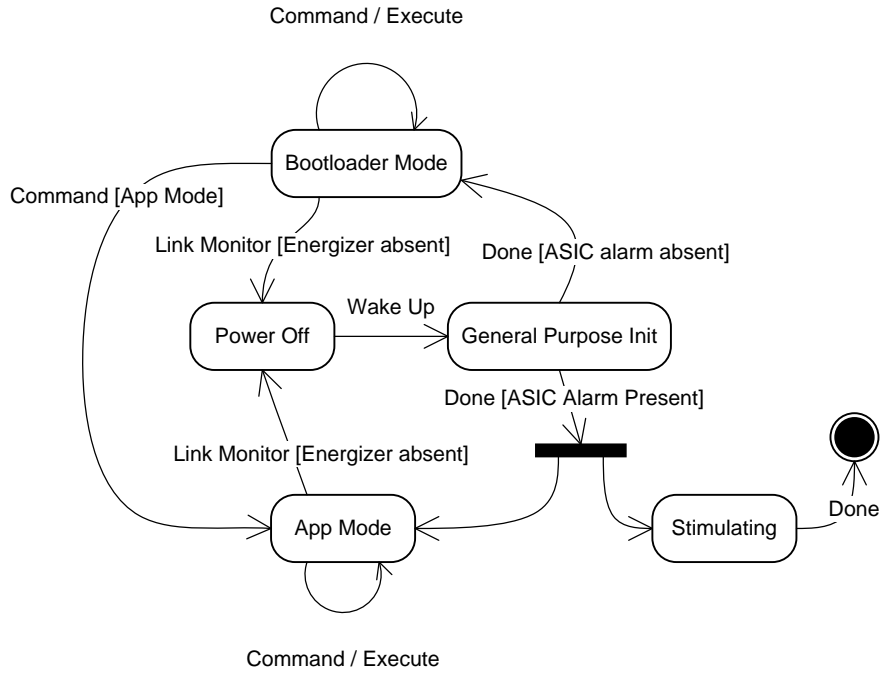 Command / Execute
Bootloader Mode
Command [App Mode]
Link Monitor [Energizer absent]
Done [ASIC alarm absent]
Wake Up
Power Off
General Purpose Init
Done [ASIC Alarm Present]
Link Monitor [Energizer absent]
App Mode
Stimulating
Done
Command / Execute